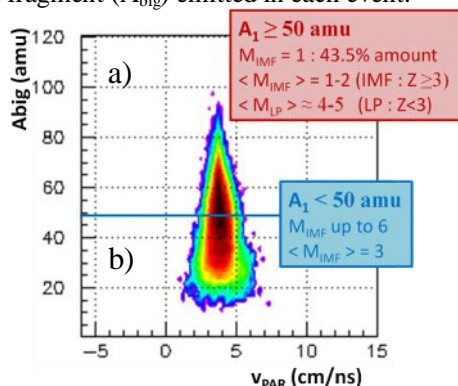 fragment (Abig) emitted in each event.
A1 ≥ 50 amu
MIMF = 1 : 43.5% amount
< MIMF > = 1-2 (IMF : Z ≥3)
< MLP > ≈ 4-5 (LP : Z<3)
Abig (amu)
120
100
80
60
40
20
a)
b)
A1 < 50 amu
MIMF up to 6
< MIMF > = 3
−5
0
5
10
15
vPAR (cm/ns)